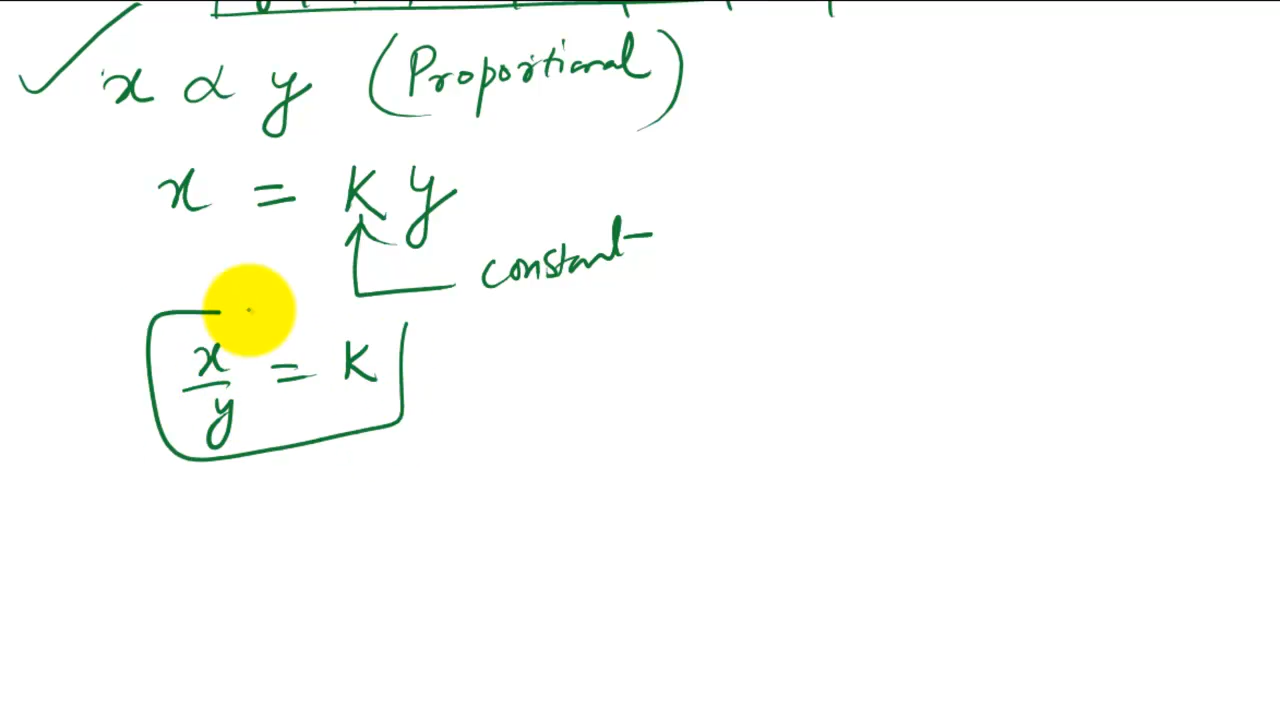 x ∝ y (Proportional)
x = K y
constant
x/y = K